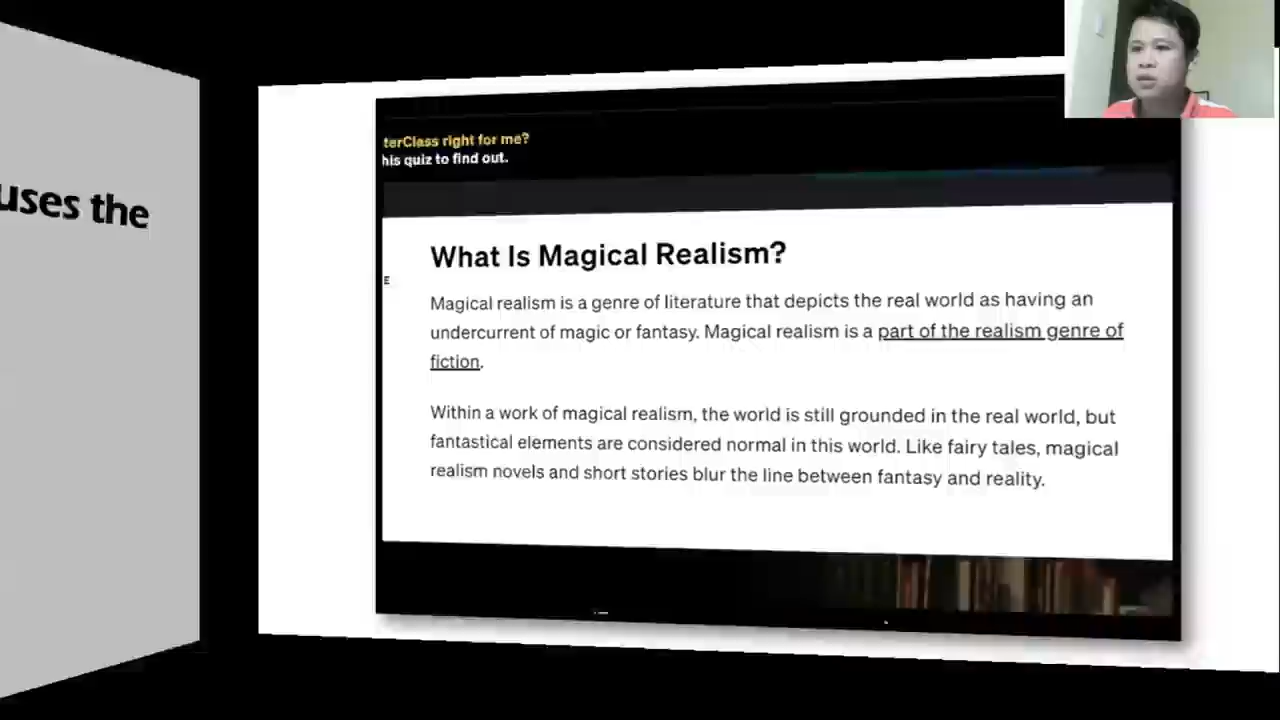 uses the
terClass right for me?
his quiz to find out.
E
What Is Magical Realism?
Magical realism is a genre of literature that depicts the real world as having an
undercurrent of magic or fantasy. Magical realism is a part of the realism genre of
fiction.
Within a work of magical realism, the world is still grounded in the real world, but
fantastical elements are considered normal in this world. Like fairy tales, magical
realism novels and short stories blur the line between fantasy and reality.